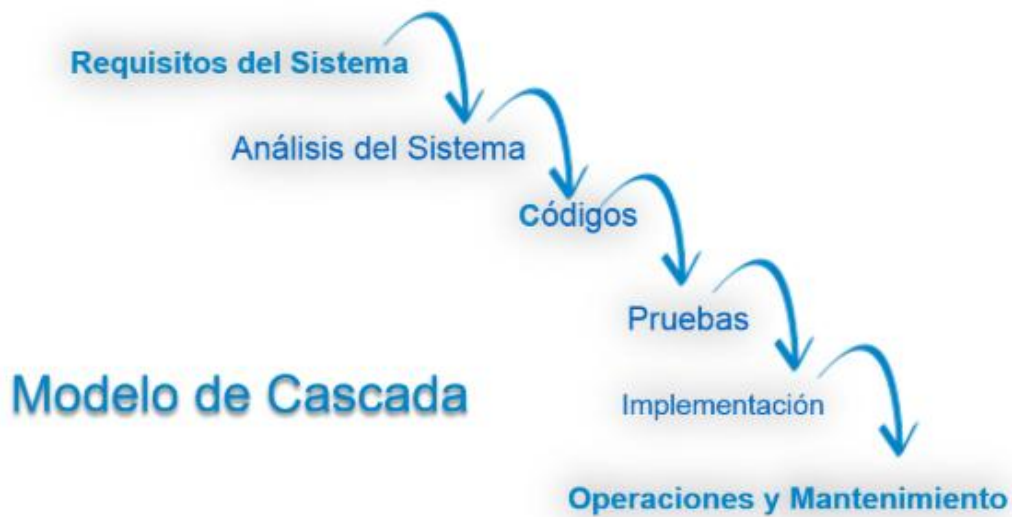 Requisitos del Sistema
Análisis del Sistema
Códigos
Pruebas
Modelo de Cascada
Implementación
Operaciones y Mantenimiento